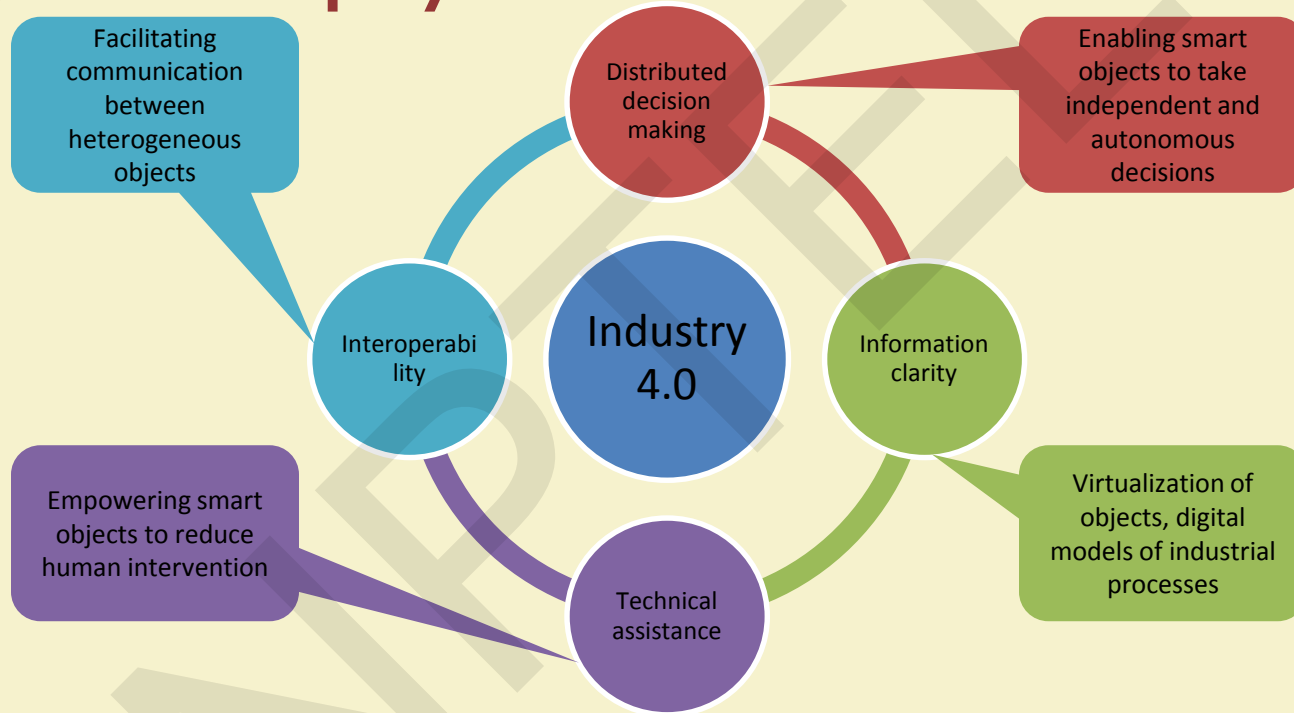 Facilitating
communication
between
heterogeneous
objects
Distributed
decision
making
Enabling smart
objects to take
independent and
autonomous
decisions
Interoperabi
lity
Industry
4.0
Information
clarity
Empowering smart
objects to reduce
human intervention
Technical
assistance
Virtualization of
objects, digital
models of industrial
processes